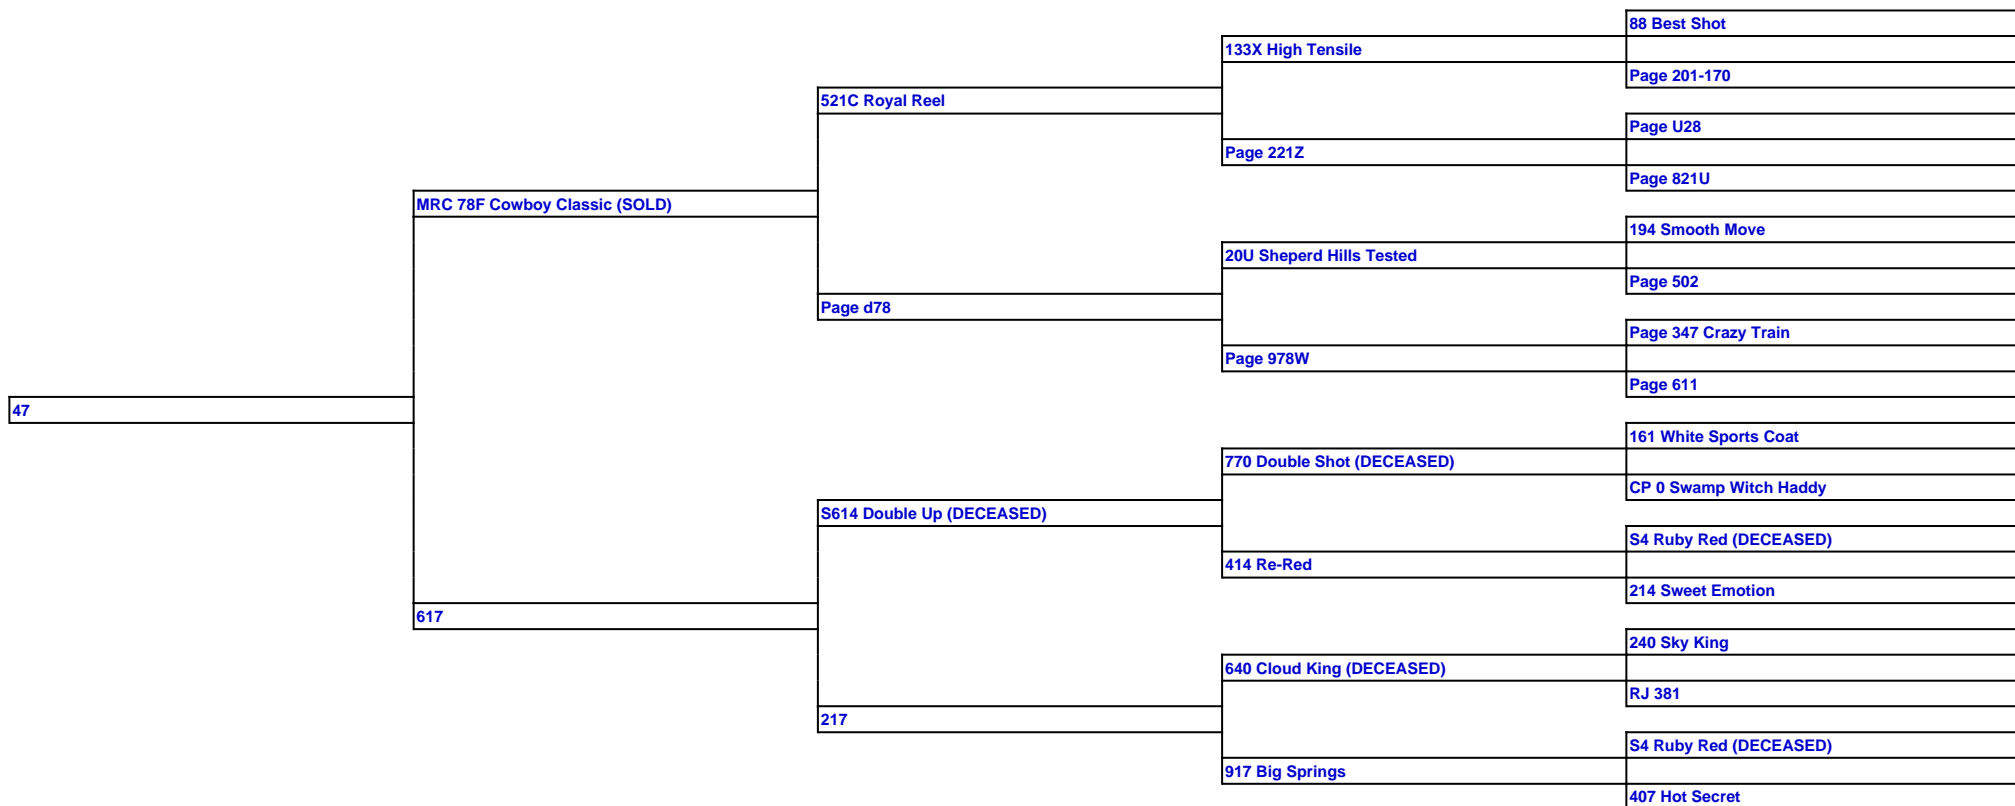 88 Best Shot
133X High Tensile
Page 201-170
521C Royal Reel
Page U28
Page 221Z
Page 821U
MRC 78F Cowboy Classic (SOLD)
194 Smooth Move
20U Sheperd Hills Tested
Page 502
Page d78
Page 347 Crazy Train
Page 978W
Page 611
47
161 White Sports Coat
770 Double Shot (DECEASED)
CP 0 Swamp Witch Haddy
S614 Double Up (DECEASED)
S4 Ruby Red (DECEASED)
414 Re-Red
214 Sweet Emotion
617
240 Sky King
640 Cloud King (DECEASED)
RJ 381
217
S4 Ruby Red (DECEASED)
917 Big Springs
407 Hot Secret